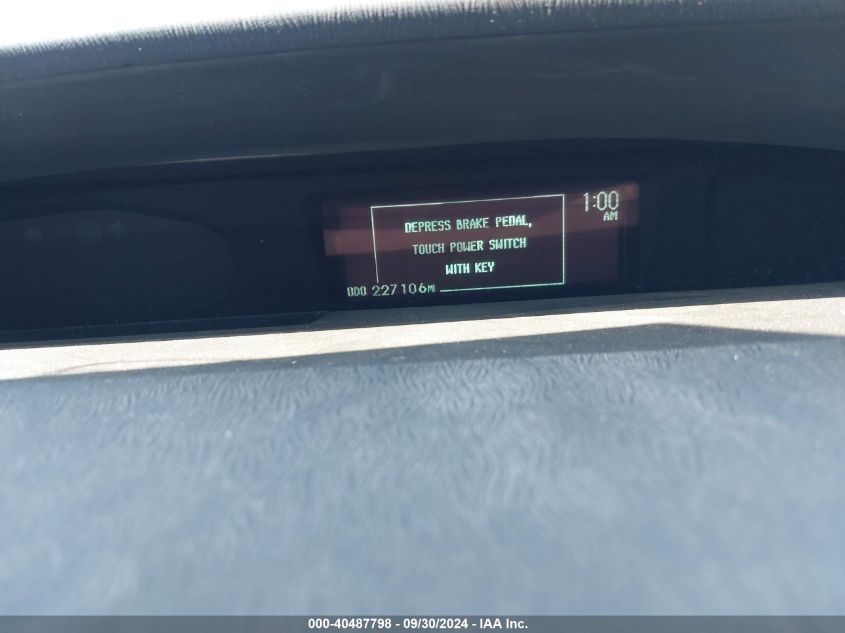 1:00
AM
DEPRESS BRAKE PEDAL,
TOUCH POWER SWITCH
WITH KEY
ODO 227106MI
000-40487798 - 09/30/2024 - IAA Inc.